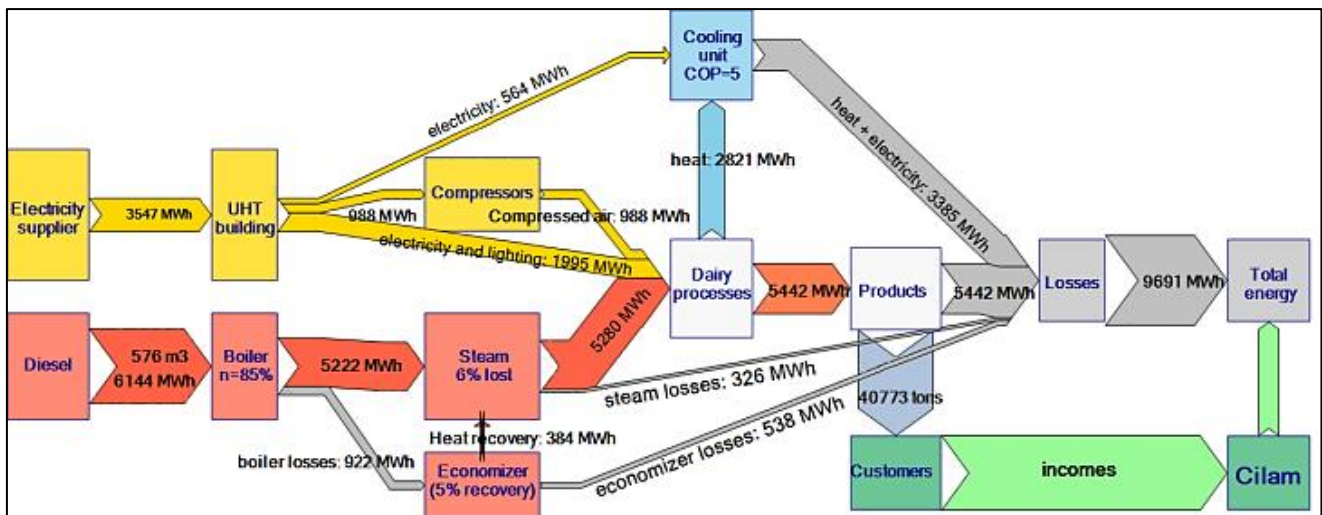 Cooling
unit
COP=5
electricity: 564 MWh
heat + electricity: 3385 MWh
heat: 2821 MWh
Electricity
supplier
3547 MWh
UHT
building
988 MWh
Compressors
Compressed air: 988 MWh
electricity and lighting: 1995 MWh
Dairy
processes
5442 MWh
Products
5442 MWh
Losses
9691 MWh
Total
energy
Diesel
576 m3
6144 MWh
Boiler
n=85%
5222 MWh
Steam
6% lost
5280 MWh
steam losses: 326 MWh
40773 tons
Heat recovery: 384 MWh
boiler losses: 922 MWh
Economizer
(5% recovery)
economizer losses: 538 MWh
Customers
incomes
Cilam